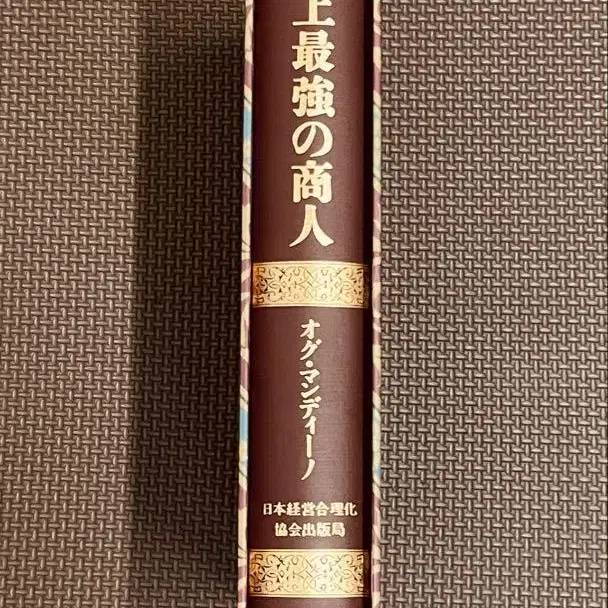 上最強の商人
オグ・マンディーノ
日本経営合理化
協会出版局